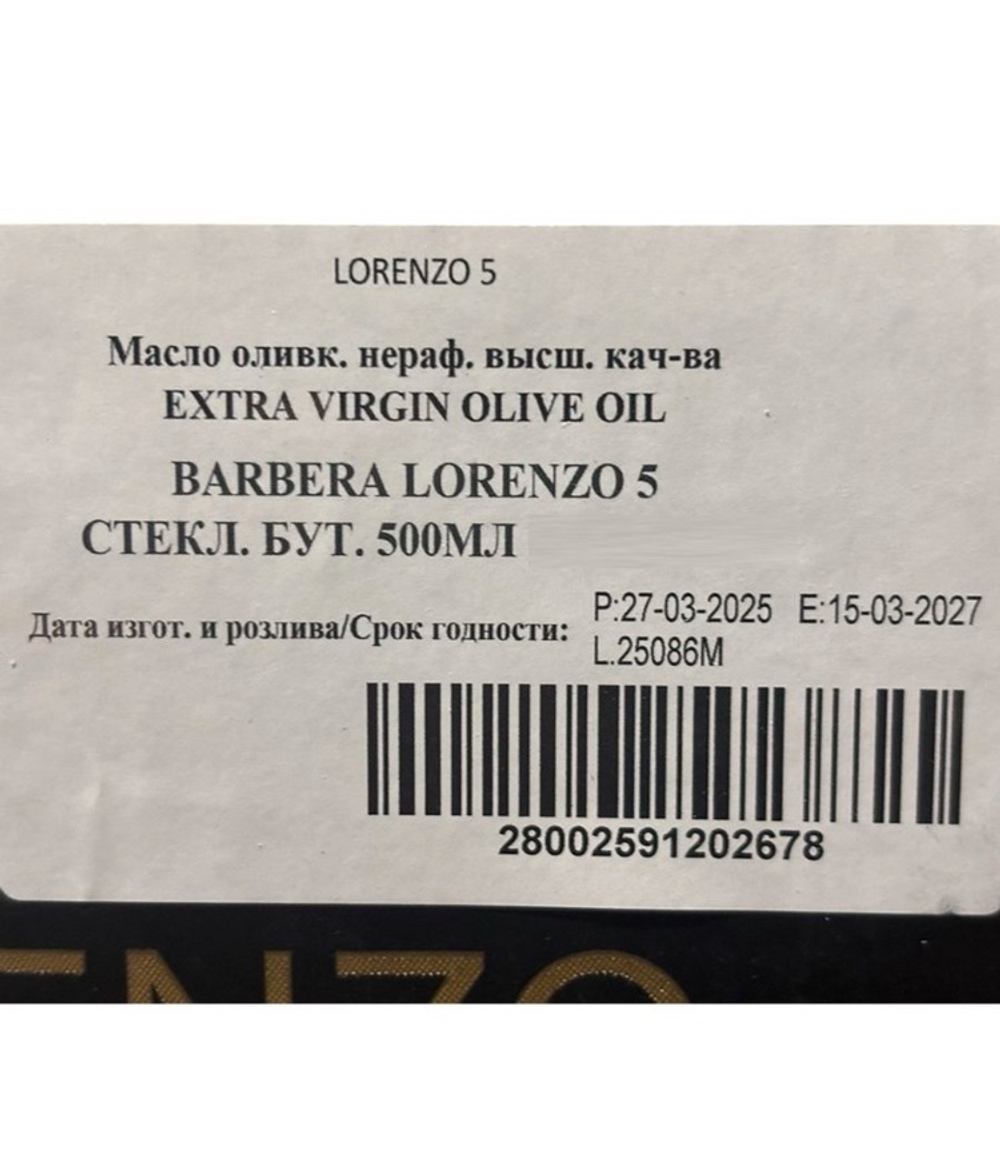 LORENZO 5
Масло оливк. нераф. высш. кач-ва
EXTRA VIRGIN OLIVE OIL
BARBERA LORENZO 5
СТЕКЛ. БУТ. 500МЛ
Дата изгот. и розлива/Срок годности: P:27-03-2025 E:15-03-2027
L.25086M
28002591202678
ENZO